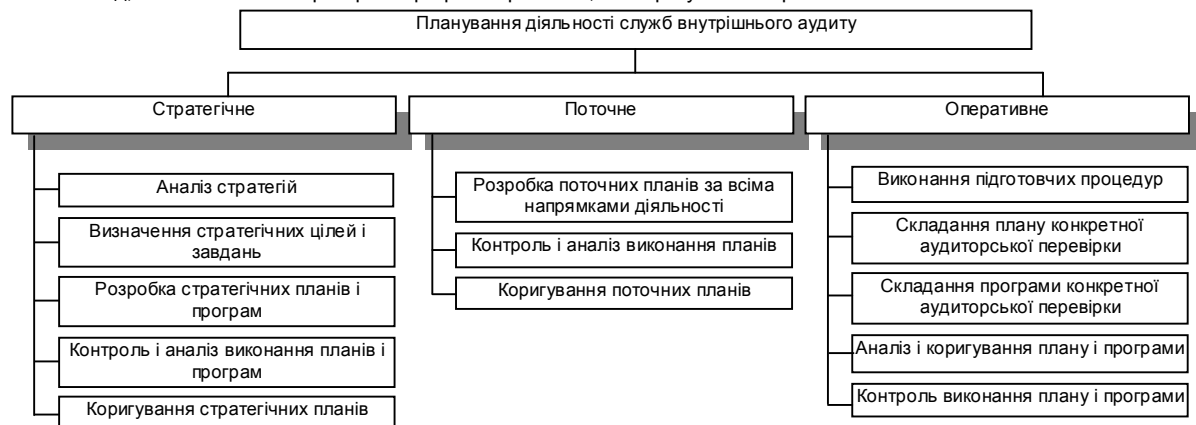 Планування діяльності служб внутрішнього аудиту
Стратегічне
Аналіз стратегій
Визначення стратегічних цілей і
завдань
Розробка стратегічних планів і
програм
Контроль і аналіз виконання планів і
програм
Коригування стратегічних планів
Поточне
Розробка поточних планів за всіма
напрямками діяльності
Контроль і аналіз виконання планів
Коригування поточних планів
Оперативне
Виконання підготовчих процедур
Складання плану конкретної
аудиторської перевірки
Складання програми конкретної
аудиторської перевірки
Аналіз і коригування плану і програми
Контроль виконання плану і програми